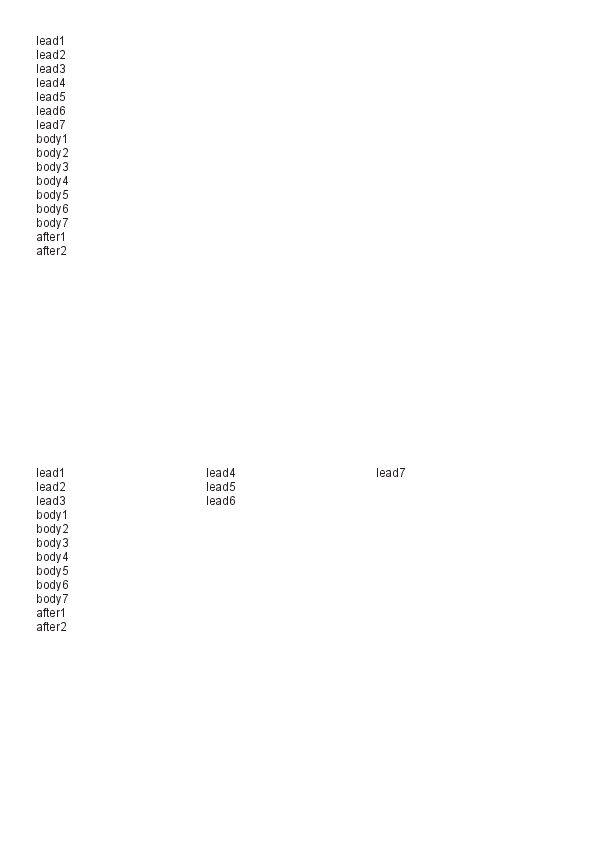 lead1
lead2
lead3
lead4
lead5
lead6
lead7
body1
body2
body3
body4
body5
body6
body7
after1
after2
lead1 lead4 lead7
lead2 lead5
lead3 lead6
body1
body2
body3
body4
body5
body6
body7
after1
after2